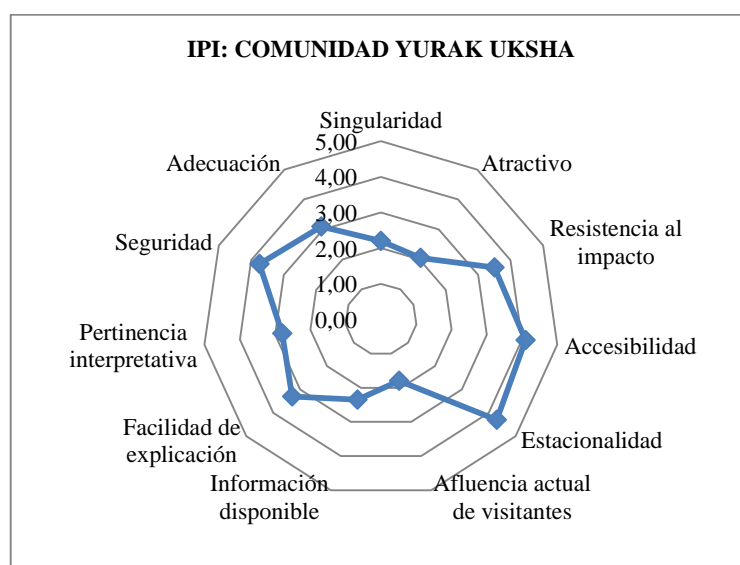 IPI: COMUNIDAD YURAK UKSHA
Singularidad
Atractivo
Resistencia al
impacto
Accesibilidad
Estacionalidad
Afluencia actual
de visitantes
Información
disponible
Facilidad de
explicación
Pertinencia
interpretativa
Seguridad
Adecuación
5,00
4,00
3,00
2,00
1,00
0,00